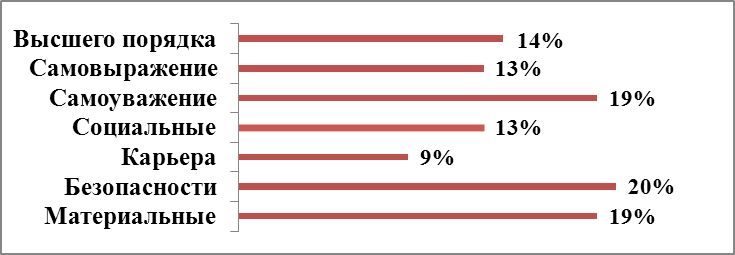 Высшего порядка 14%
Самовыражение 13%
Самоуважение 19%
Социальные 13%
Карьера 9%
Безопасности 20%
Материальные 19%